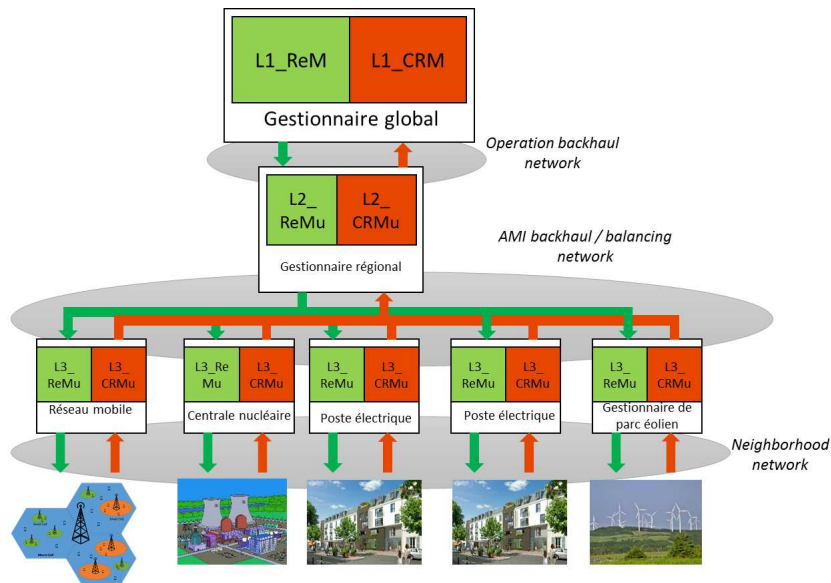 L1_ReM
L1_CRM
Gestionnaire global
Operation backhaul
network
L2_
ReMu
L2_
CRMu
Gestionnaire régional
AMI backhaul / balancing
network
L3_
ReMu
L3_
CRMu
Réseau mobile
L3_Re
Mu
L3_
CRMu
Centrale nucléaire
L3_
ReMu
L3_
CRMu
Poste électrique
L3_
ReMu
L3_
CRMu
Poste électrique
L3_
ReMu
L3_
CRMu
Gestionnaire de
parc éolien
Neighborhood
network